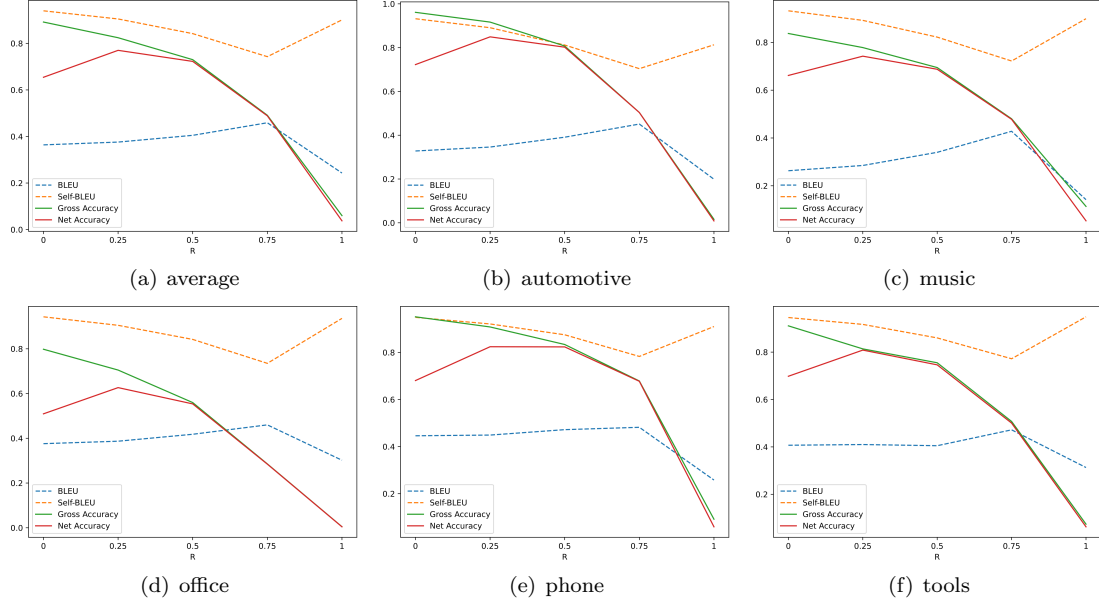 0.8
0.6
0.4
0.2
0.0
BLEU
Self-BLEU
Gross Accuracy
Net Accuracy
0 0.25 0.5 0.75 1
R
(a) average
1.0
0.8
0.6
0.4
0.2
0.0
BLEU
Self-BLEU
Gross Accuracy
Net Accuracy
0 0.25 0.5 0.75 1
R
(b) automotive
0.8
0.6
0.4
0.2
BLEU
Self-BLEU
Gross Accuracy
Net Accuracy
0 0.25 0.5 0.75 1
R
(c) music
0.8
0.6
0.4
0.2
0.0
BLEU
Self-BLEU
Gross Accuracy
Net Accuracy
0 0.25 0.5 0.75 1
R
(d) office
0.8
0.6
0.4
0.2
BLEU
Self-BLEU
Gross Accuracy
Net Accuracy
0 0.25 0.5 0.75 1
R
(e) phone
0.8
0.6
0.4
0.2
BLEU
Self-BLEU
Gross Accuracy
Net Accuracy
0 0.25 0.5 0.75 1
R
(f) tools